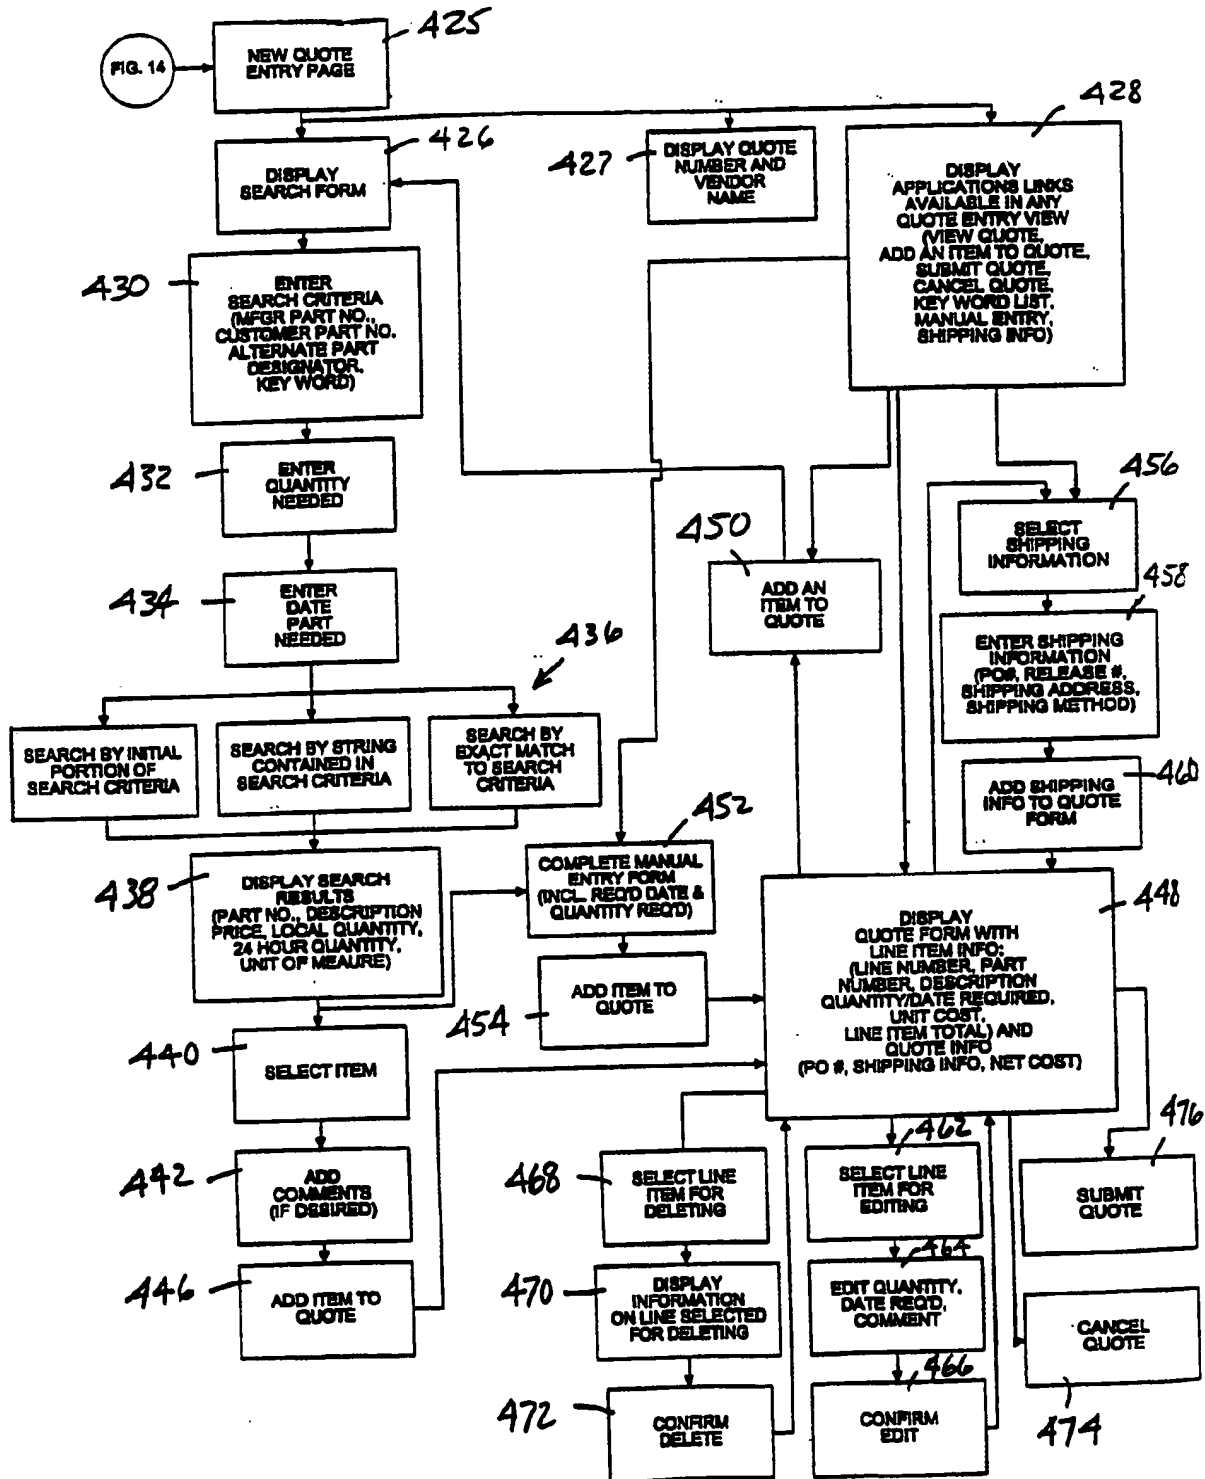 425
FIG. 14
NEW QUOTE
ENTRY PAGE
428
426
427
DISPLAY
SEARCH FORM
DISPLAY QUOTE
NUMBER AND
VENDOR
NAME
DISPLAY
APPLICATIONS LINKS
AVAILABLE IN ANY
QUOTE ENTRY VIEW
(VIEW QUOTE,
ADD AN ITEM TO QUOTE,
SUBMIT QUOTE,
CANCEL QUOTE,
KEY WORD LIST,
MANUAL ENTRY,
SHIPPING INFO)
430
ENTER
SEARCH CRITERIA
(MFGR PART NO.,
CUSTOMER PART NO.
ALTERNATE PART
DESIGNATOR,
KEY WORD)
432
ENTER
QUANTITY
NEEDED
434
ENTER
DATE
PART
NEEDED
436
SEARCH BY INITIAL
PORTION OF
SEARCH CRITERIA
SEARCH BY STRING
CONTAINED IN
SEARCH CRITERIA
SEARCH BY
EXACT MATCH
TO SEARCH
CRITERIA
450
ADD AN
ITEM TO
QUOTE
456
SELECT
SHIPPING
INFORMATION
458
ENTER SHIPPING
INFORMATION
(PO#, RELEASE #,
SHIPPING ADDRESS,
SHIPPING METHOD)
460
ADD SHIPPING
INFO TO QUOTE
FORM
438
DISPLAY SEARCH
RESULTS
(PART NO., DESCRIPTION
PRICE, LOCAL QUANTITY,
24 HOUR QUANTITY,
UNIT OF MEAURE)
452
COMPLETE MANUAL
ENTRY FORM
(INCL. REQ'D DATE &
QUANTITY REQ'D)
454
ADD ITEM TO
QUOTE
448
DISPLAY
QUOTE FORM WITH
LINE ITEM INFO:
(LINE NUMBER, PART
NUMBER, DESCRIPTION
QUANTITY/DATE REQUIRED,
UNIT COST,
LINE ITEM TOTAL) AND
QUOTE INFO
(PO #, SHIPPING INFO, NET COST)
440
SELECT ITEM
442
ADD
COMMENTS
(IF DESIRED)
446
ADD ITEM TO
QUOTE
468
SELECT LINE
ITEM FOR
DELETING
470
DISPLAY
INFORMATION
ON LINE SELECTED
FOR DELETING
472
CONFIRM
DELETE
462
SELECT LINE
ITEM FOR
EDITING
464
EDIT QUANTITY,
DATE REQ'D,
COMMENT
466
CONFIRM
EDIT
476
SUBMIT
QUOTE
CANCEL
QUOTE
474